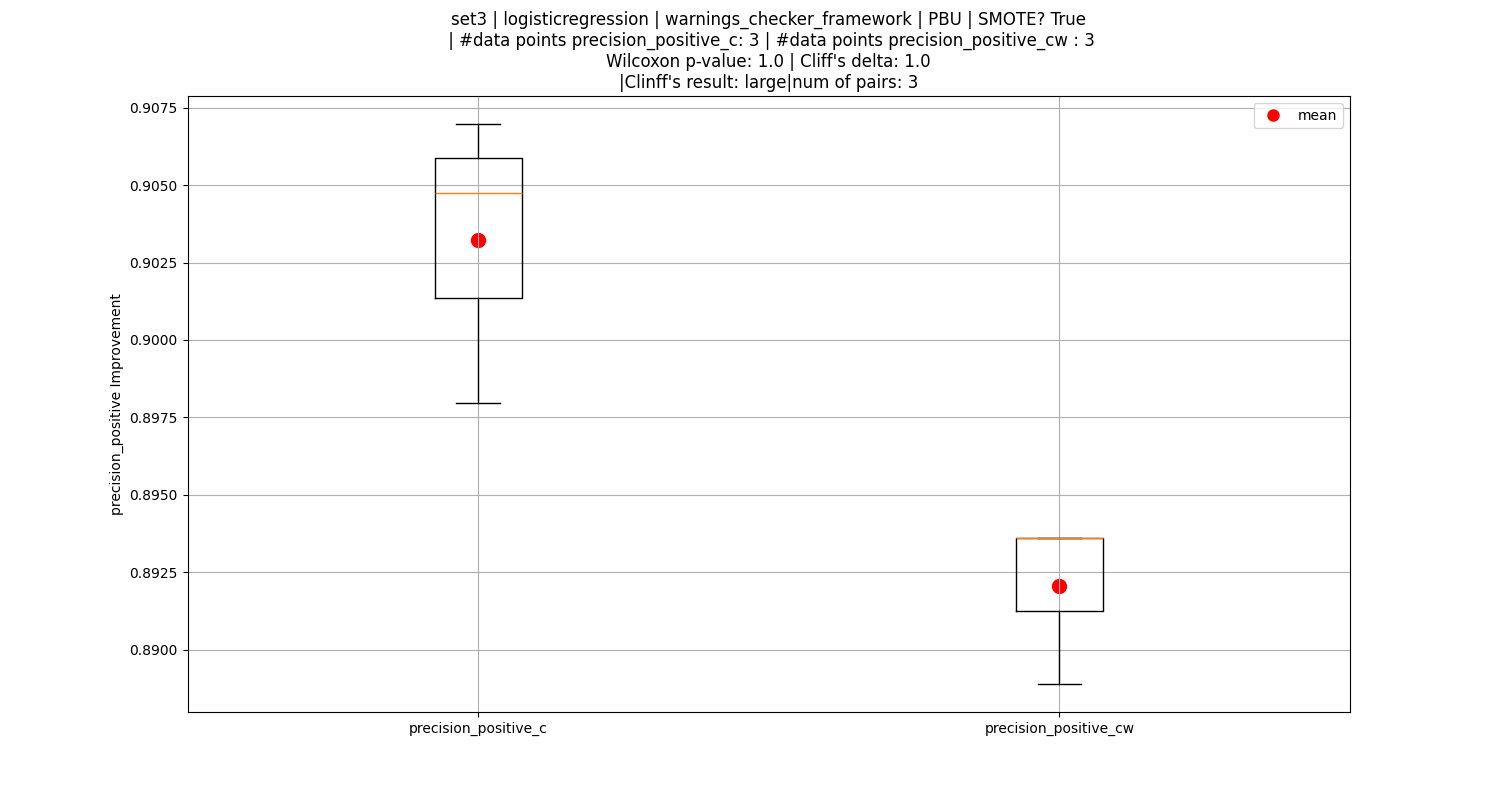 set3 | logisticregression | warnings_checker_framework | PBU | SMOTE? True
| #data points precision_positive_c: 3 | #data points precision_positive_cw : 3
Wilcoxon p-value: 1.0 | Cliff's delta: 1.0
|Clinff's result: large|num of pairs: 3
mean
0.9075
0.9050
0.9025
0.9000
0.8975
0.8950
0.8925
0.8900
precision_positive Improvement
precision_positive_c
precision_positive_cw